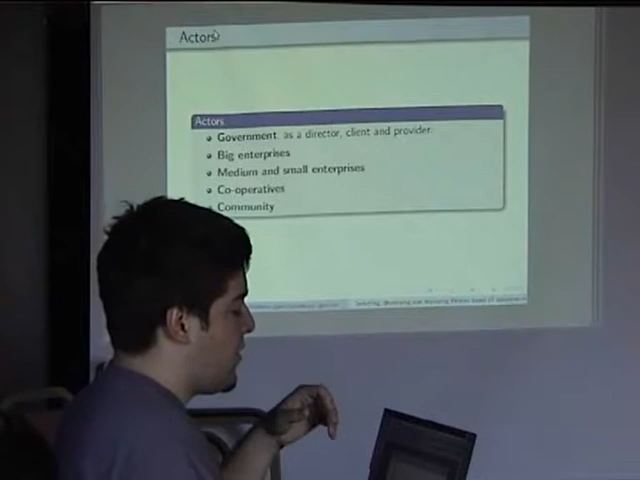 Actors
Actors
Government as a director, client and provider.
Big enterprises
Medium and small enterprises
Co-operatives
Community